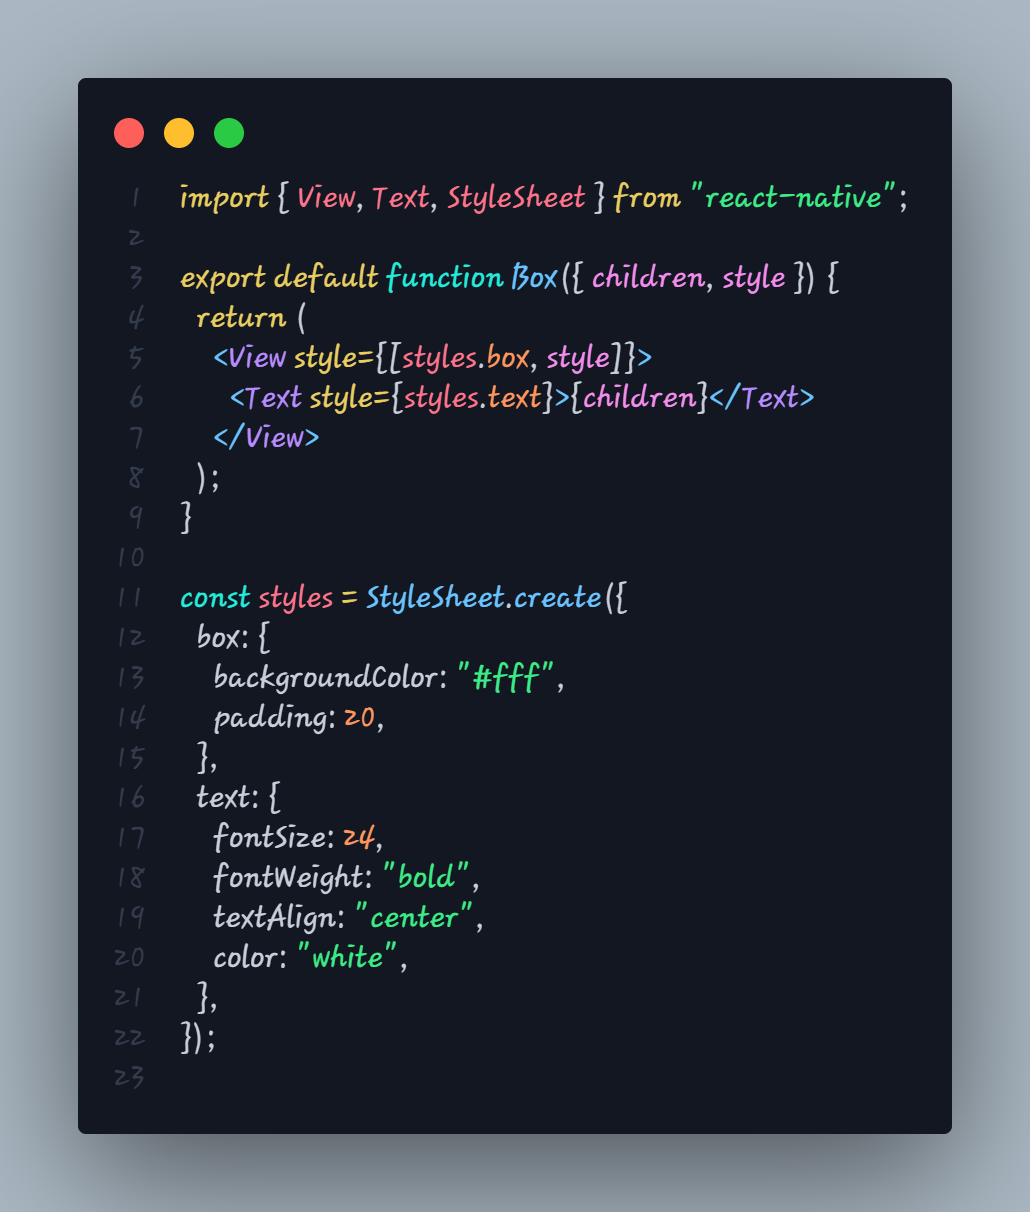 1 import { View, Text, StyleSheet } from "react-native";
2
3 export default function Box({ children, style }) {
4   return (
5     <View style={[styles.box, style]}>
6       <Text style={styles.text}>{children}</Text>
7     </View>
8   );
9 }
10
11 const styles = StyleSheet.create({
12   box: {
13     backgroundColor: "#fff",
14     padding: 20,
15   },
16   text: {
17     fontSize: 24,
18     fontWeight: "bold",
19     textAlign: "center",
20     color: "white",
21   },
22 });
23